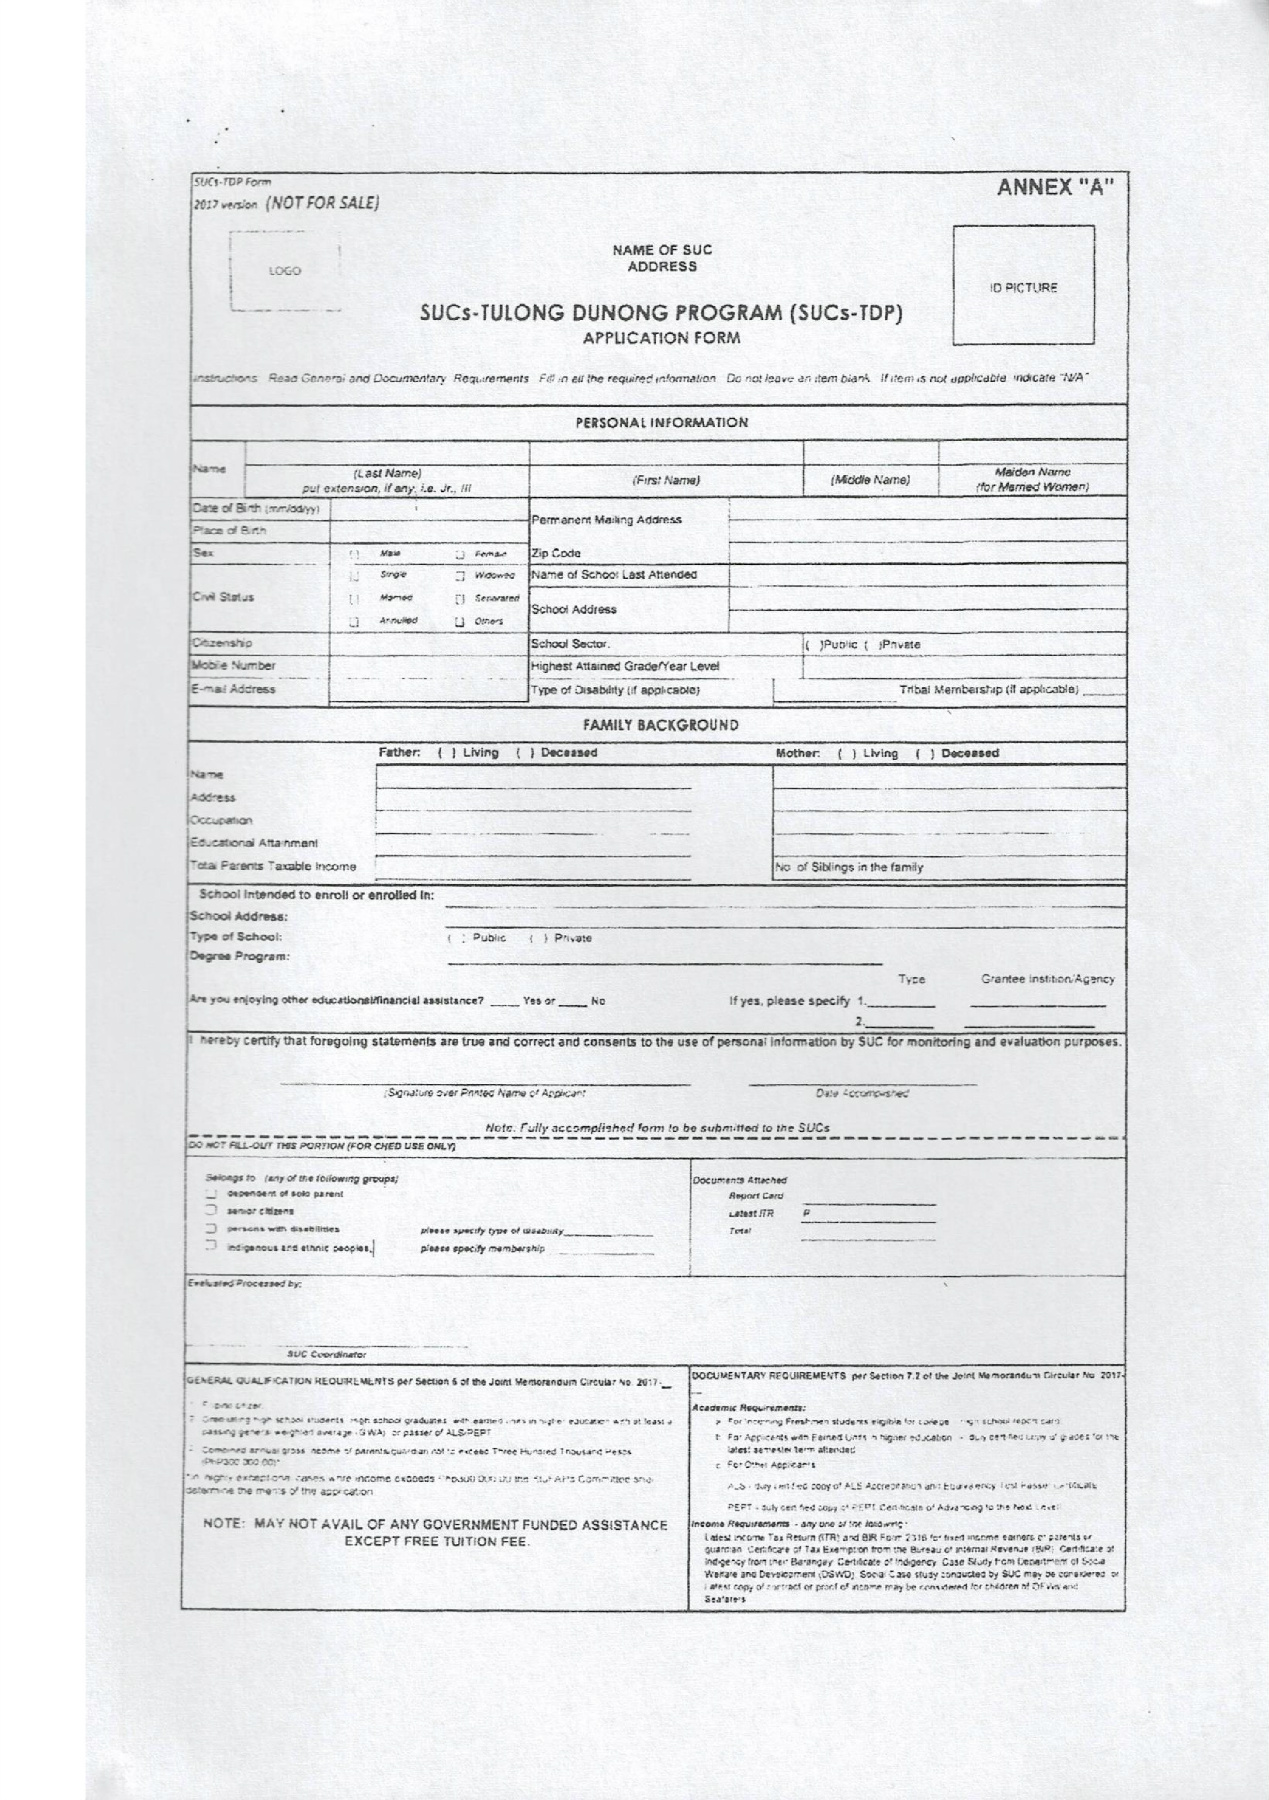 SUCs-TDP Form
ANNEX "A"
2017 version (NOT FOR SALE)
LOGO
NAME OF SUC
ADDRESS
ID PICTURE
SUCs-TULONG DUNONG PROGRAM (SUCs-TDP)
APPLICATION FORM
Instructions Read General and Documentary Requirements Fill in all the required information Do not leave an item blank If item is not applicable indicate "N/A"
PERSONAL INFORMATION
Name
(Last Name)
put extension, if any, i.e. Jr., III
(First Name)
(Middle Name)
Maiden Name
(for Married Women)
Date of Birth (mm/dd/yy)
Place of Birth
Permanent Mailing Address
Sex
Male Female
Zip Code
Civil Status
Single Widowed
Married Separated
Annulled Others
Name of School Last Attended
School Address
Citizenship
School Sector. ( )Public ( )Private
Mobile Number
Highest Attained Grade/Year Level
E-mail Address
Type of Disability (if applicable)
Tribal Membership (if applicable)
FAMILY BACKGROUND
Father: ( ) Living ( ) Deceased Mother: ( ) Living ( ) Deceased
Name
Address
Occupation
Educational Attainment
Total Parents Taxable Income
No of Siblings in the family
School Intended to enroll or enrolled in:
School Address:
Type of School: ( ) Public ( ) Private
Degree Program:
Type Grantee Instition/Agency
Are you enjoying other educational/financial assistance? ____ Yes or ____ No If yes, please specify 1.
2.
I hereby certify that foregoing statements are true and correct and consents to the use of personal information by SUC for monitoring and evaluation purposes.
(Signature over Printed Name of Applicant
Date Accomplished
Note: Fully accomplished form to be submitted to the SUCs
DO NOT FILL-OUT THIS PORTION (FOR CHED USE ONLY)
Belongs to (any of the following groups)
dependent of solo parent
senior citizens
persons with disabilities please specify type of disability
indigenous and ethnic peoples, please specify membership
Documents Attached
Report Card
Latest ITR P
Total
Evaluated Processed by:
SUC Coordinator
GENERAL QUALIFICATION REQUIREMENTS per Section 6 of the Joint Memorandum Circular No. 2017-__
Graduating high school students high school graduates with earned units in higher education with at least a
passing general weighted average (GWA) or passer of ALS/PEPT
Combined annual gross income of parents/guardian not to exceed Three Hundred Thousand Pesos
(PHP300 000 00)*
*In highly exceptional cases where income exceeds
determine the merits of the application
NOTE: MAY NOT AVAIL OF ANY GOVERNMENT FUNDED ASSISTANCE
EXCEPT FREE TUITION FEE.
DOCUMENTARY REQUIREMENTS per Section 7.2 of the Joint Memorandum Circular No 2017-
Academic Requirements:
a For Incoming Freshmen students eligible for college - high school report card
b For Applicants with Earned Units in higher education - duly certified copy of grades for the
latest semester/term attended
c For Other Applicants
ALS - duly certified copy of ALS Accreditation and Equivalency Test Passer Certificate
PEPT - duly certified copy of PEPT Certificate of Advancing to the Next Level
Income Requirements - any one of the following:
Latest Income Tax Return (ITR) and BIR Form 2316 for fixed income earners or parents or
guardian Certificate of Tax Exemption from the Bureau of Internal Revenue (BIR) Certificate of
Indigency from their Barangay Certificate of Indigency Case Study from Department of Social
Welfare and Development (DSWD) Social Case study conducted by SUC may be considered or
Latest copy of contract or proof of income may be considered for children of OFWs and
Seafarers